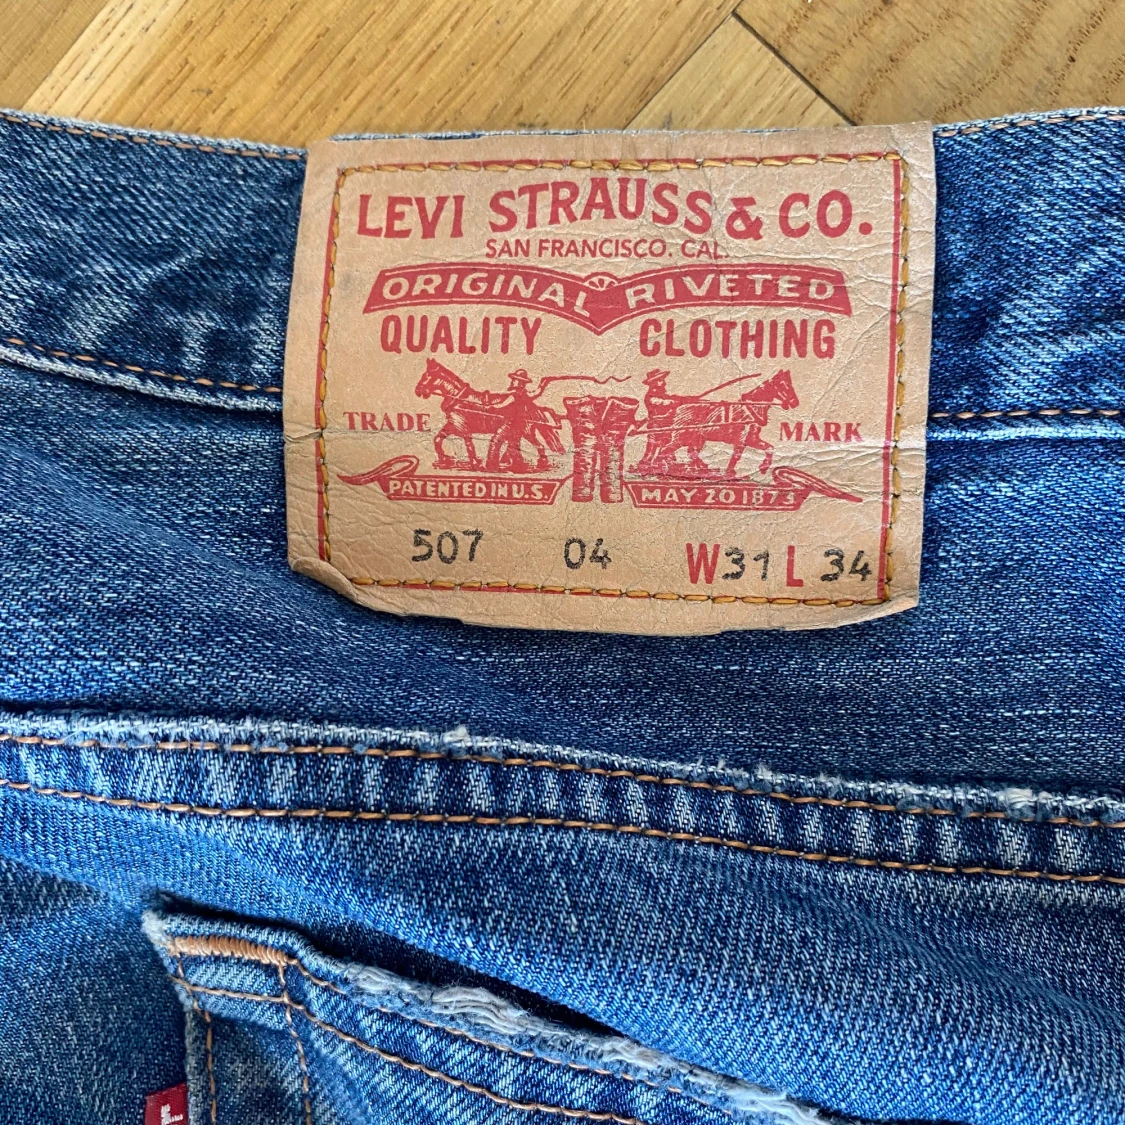 LEVI STRAUSS & CO.
SAN FRANCISCO. CAL.
ORIGINAL RIVETED
QUALITY CLOTHING
TRADE MARK
PATENTED IN U.S. MAY 20 1873
507 04 W31 L 34